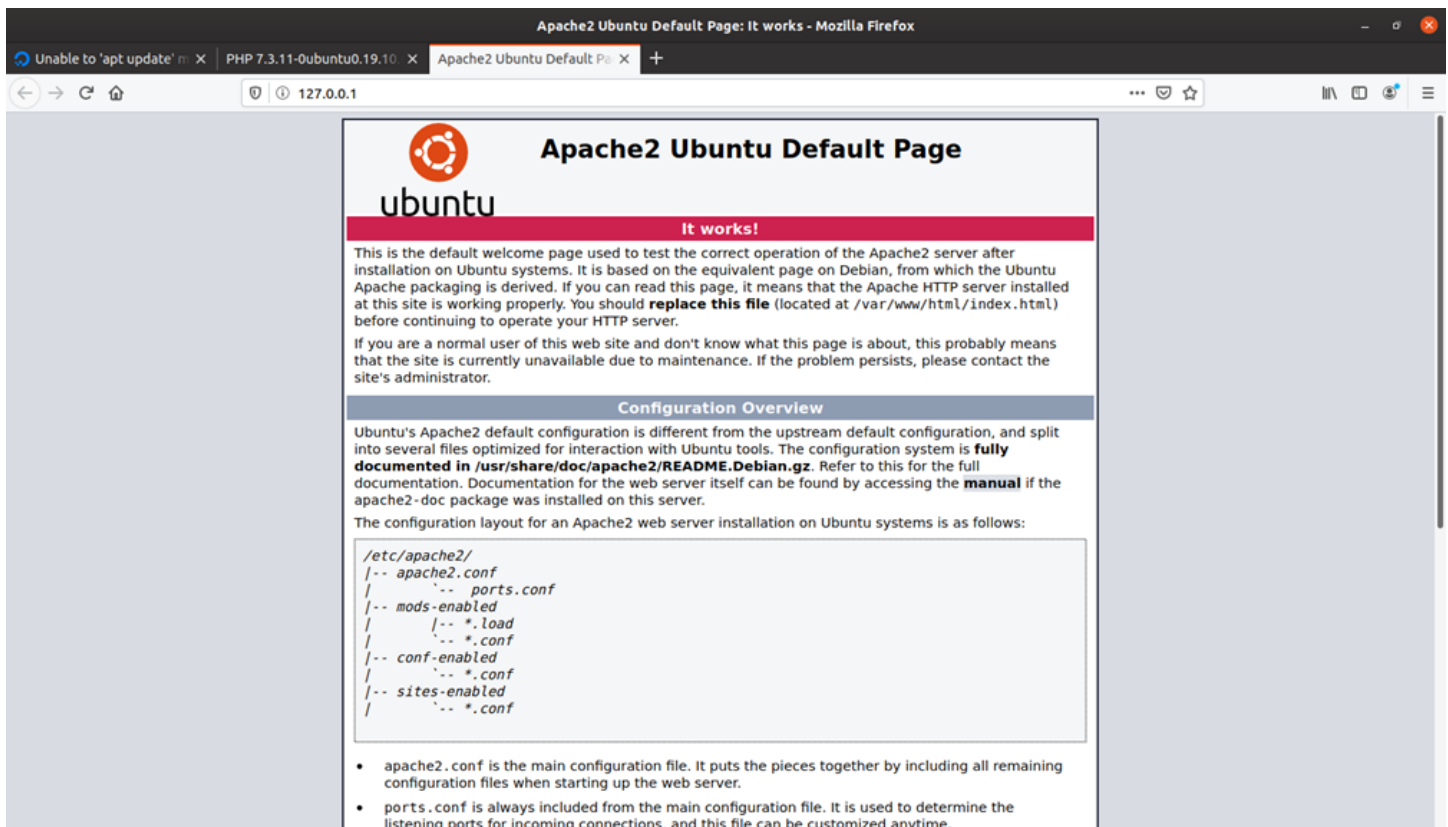 Apache2 Ubuntu Default Page: It works - Mozilla Firefox
Unable to 'apt update' m
PHP 7.3.11-0ubuntu0.19.10.
Apache2 Ubuntu Default Pa
127.0.0.1
Apache2 Ubuntu Default Page
ubuntu
It works!
This is the default welcome page used to test the correct operation of the Apache2 server after
installation on Ubuntu systems. It is based on the equivalent page on Debian, from which the Ubuntu
Apache packaging is derived. If you can read this page, it means that the Apache HTTP server installed
at this site is working properly. You should replace this file (located at /var/www/html/index.html)
before continuing to operate your HTTP server.
If you are a normal user of this web site and don't know what this page is about, this probably means
that the site is currently unavailable due to maintenance. If the problem persists, please contact the
site's administrator.
Configuration Overview
Ubuntu's Apache2 default configuration is different from the upstream default configuration, and split
into several files optimized for interaction with Ubuntu tools. The configuration system is fully
documented in /usr/share/doc/apache2/README.Debian.gz. Refer to this for the full
documentation. Documentation for the web server itself can be found by accessing the manual if the
apache2-doc package was installed on this server.
The configuration layout for an Apache2 web server installation on Ubuntu systems is as follows:
/etc/apache2/
|-- apache2.conf
|       `--  ports.conf
|-- mods-enabled
|       |-- *.load
|       `-- *.conf
|-- conf-enabled
|       `-- *.conf
|-- sites-enabled
|       `-- *.conf
• apache2.conf is the main configuration file. It puts the pieces together by including all remaining
configuration files when starting up the web server.
• ports.conf is always included from the main configuration file. It is used to determine the
listening ports for incoming connections, and this file can be customized anytime.